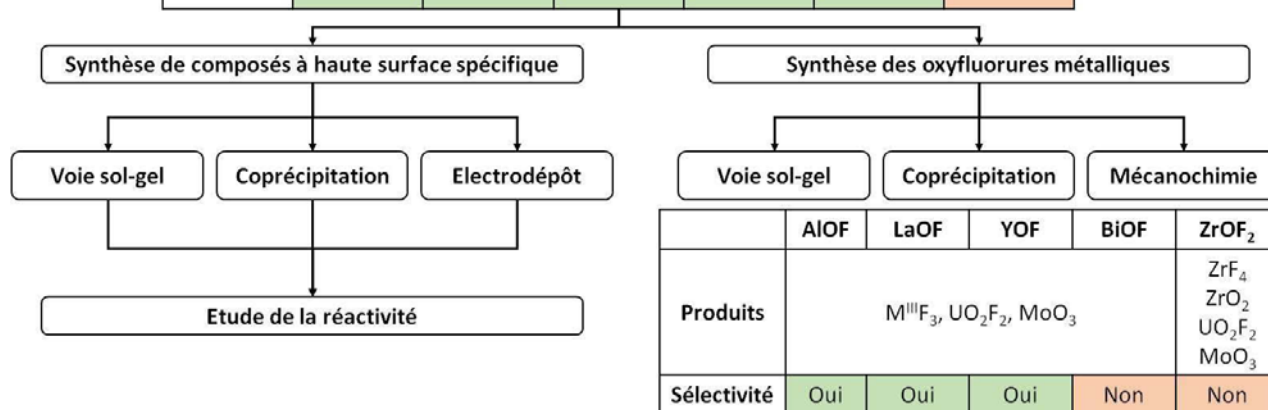 Synthèse de composés à haute surface spécifique
Synthèse des oxyfluorures métalliques
Voie sol-gel
Coprécipitation
Electrodépôt
Voie sol-gel
Coprécipitation
Mécanochimie
AlOF LaOF YOF BiOF ZrOF₂
Produits
MᴵᴵᴵF₃, UO₂F₂, MoO₃
ZrF₄
ZrO₂
UO₂F₂
MoO₃
Etude de la réactivité
Sélectivité Oui Oui Oui Non Non